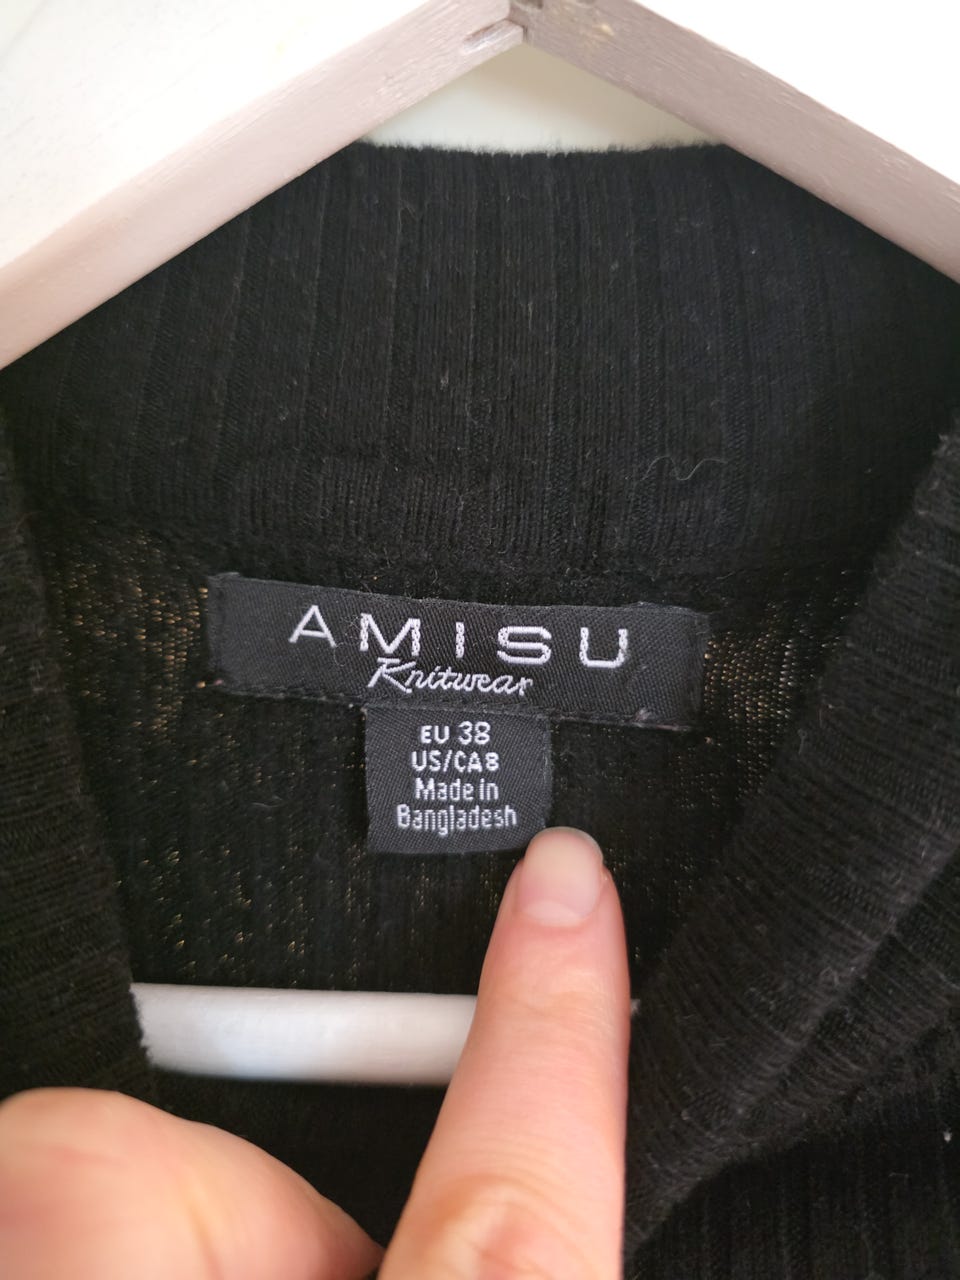 AMISU
Knitwear
EU 38
US/CA 8
Made in
Bangladesh